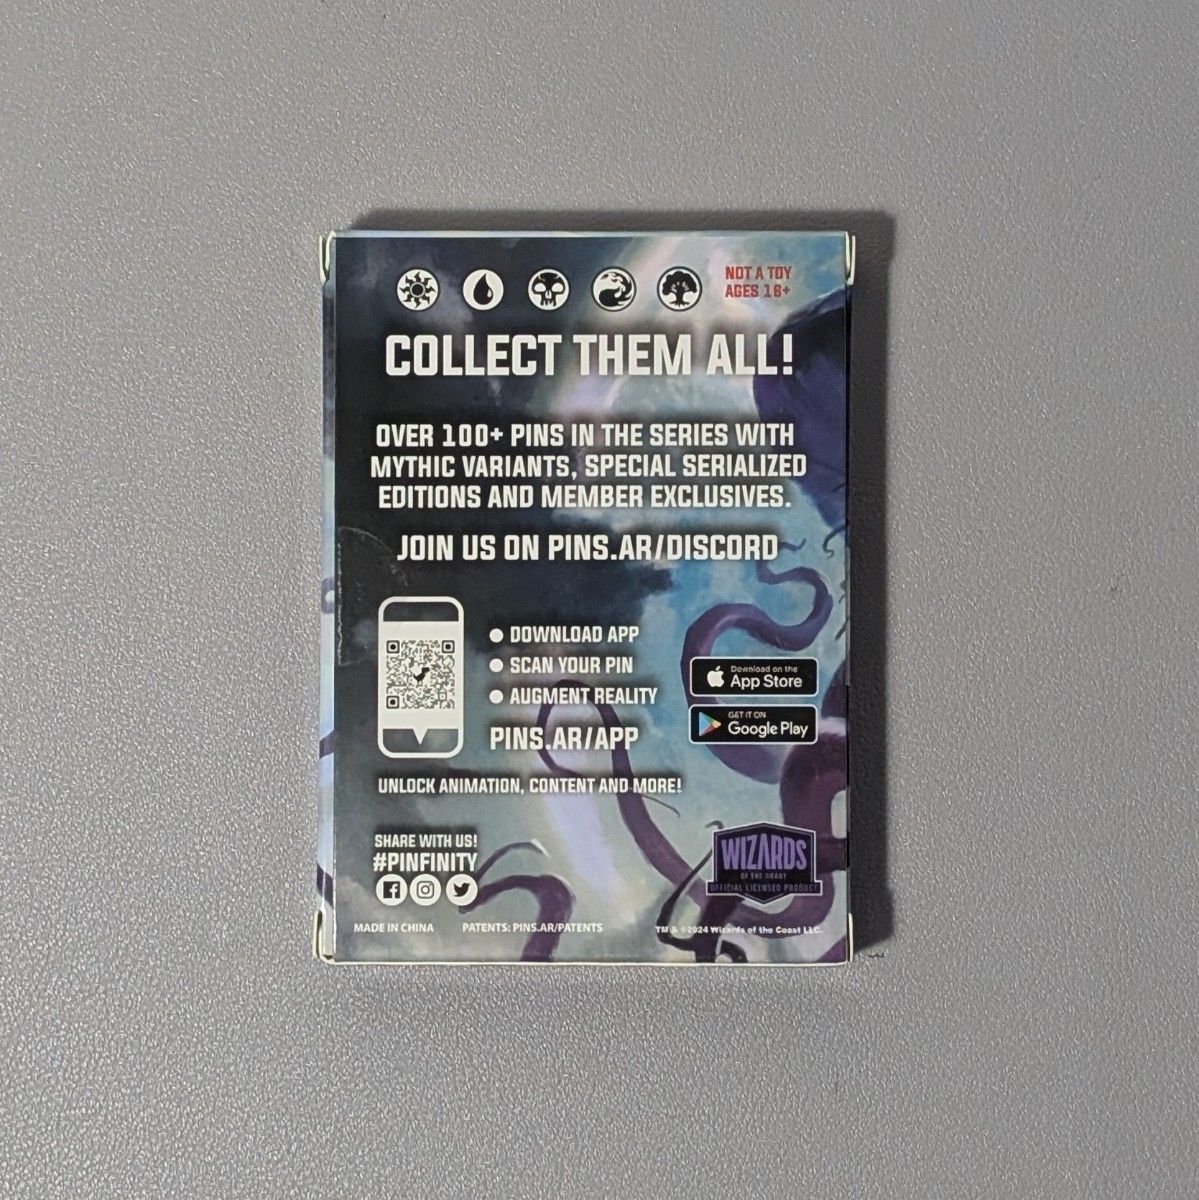 NOT A TOY
AGES 18+
COLLECT THEM ALL!
OVER 100+ PINS IN THE SERIES WITH
MYTHIC VARIANTS, SPECIAL SERIALIZED
EDITIONS AND MEMBER EXCLUSIVES.
JOIN US ON PINS.AR/DISCORD
DOWNLOAD APP
SCAN YOUR PIN
AUGMENT REALITY
PINS.AR/APP
Download on the
App Store
GET IT ON
Google Play
UNLOCK ANIMATION, CONTENT AND MORE!
SHARE WITH US!
#PINFINITY
WIZARDS
OF THE COAST
OFFICIAL LICENSED PRODUCT
MADE IN CHINA
PATENTS: PINS.AR/PATENTS
TM & ©2024 Wizards of the Coast LLC.